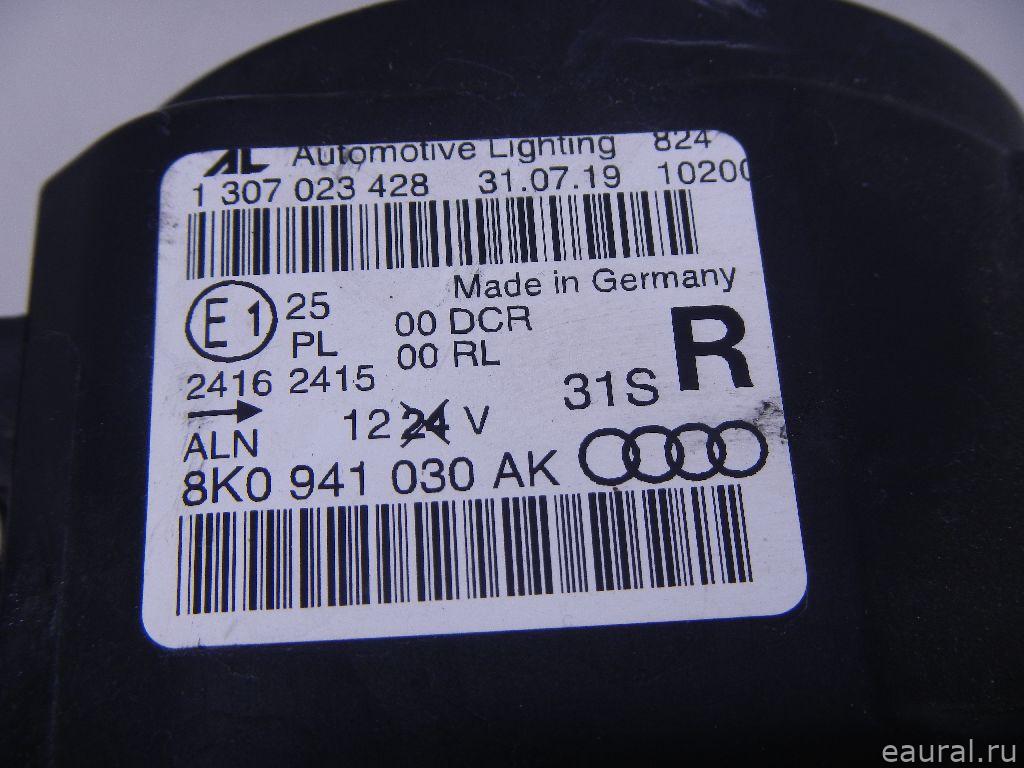 AL Automotive Lighting 824
1 307 023 428 31.07.19 10200
Made in Germany
E1 25 00 DCR
PL 00 RL
2416 2415 31S R
12 24 V
ALN
8K0 941 030 AK
eaural.ru